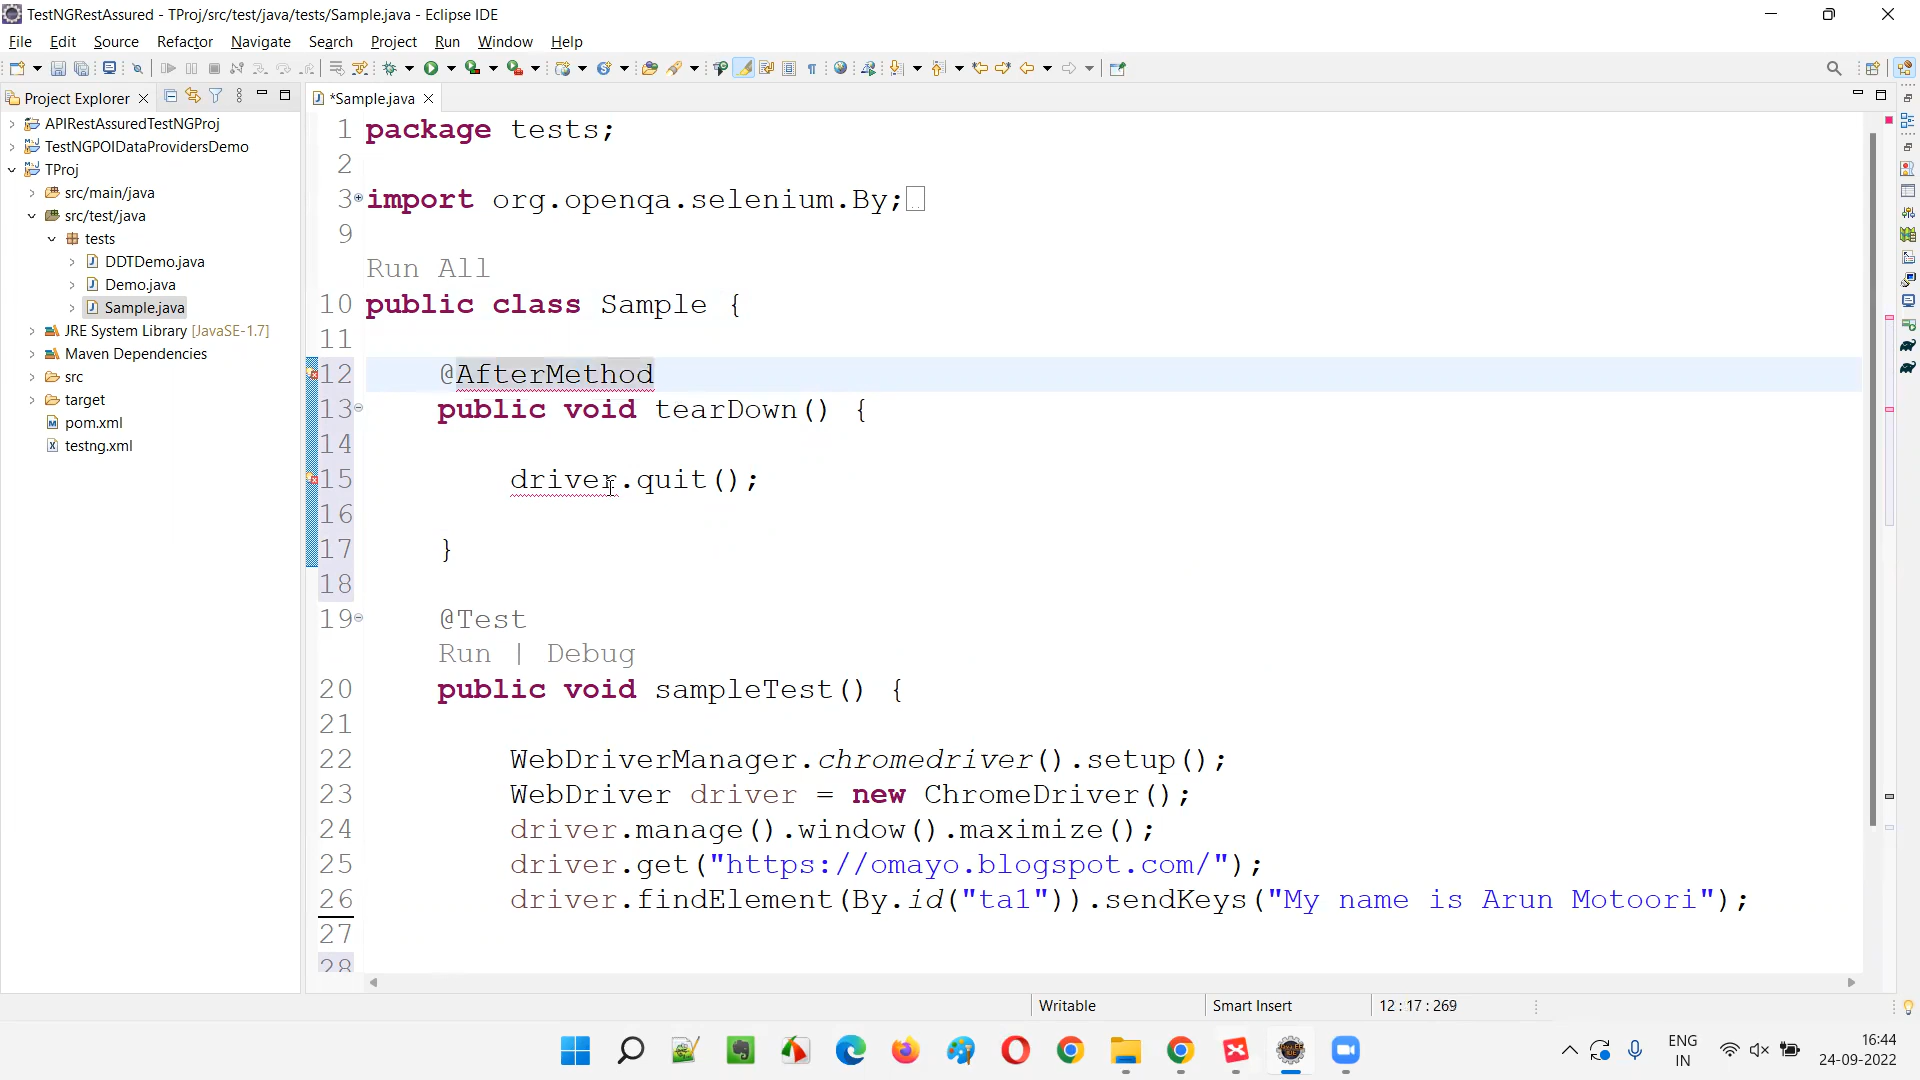 TestNGRestAssured - TProj/src/test/java/tests/Sample.java - Eclipse IDE
File Edit Source Refactor Navigate Search Project Run Window Help
Project Explorer
*Sample.java
APIRestAssuredTestNGProj
TestNGPOIDataProvidersDemo
TProj
src/main/java
src/test/java
tests
DDTDemo.java
Demo.java
Sample.java
JRE System Library [JavaSE-1.7]
Maven Dependencies
src
target
pom.xml
testng.xml
1 package tests;
2
3 import org.openqa.selenium.By;
9
Run All
10 public class Sample {
11
12 @AfterMethod
13 public void tearDown() {
14
15 driver.quit();
16
17 }
18
19 @Test
Run | Debug
20 public void sampleTest() {
21
22 WebDriverManager.chromedriver().setup();
23 WebDriver driver = new ChromeDriver();
24 driver.manage().window().maximize();
25 driver.get("https://omayo.blogspot.com/");
26 driver.findElement(By.id("ta1")).sendKeys("My name is Arun Motoori");
27
28
Writable Smart Insert 12 : 17 : 269
ENG
IN
16:44
24-09-2022